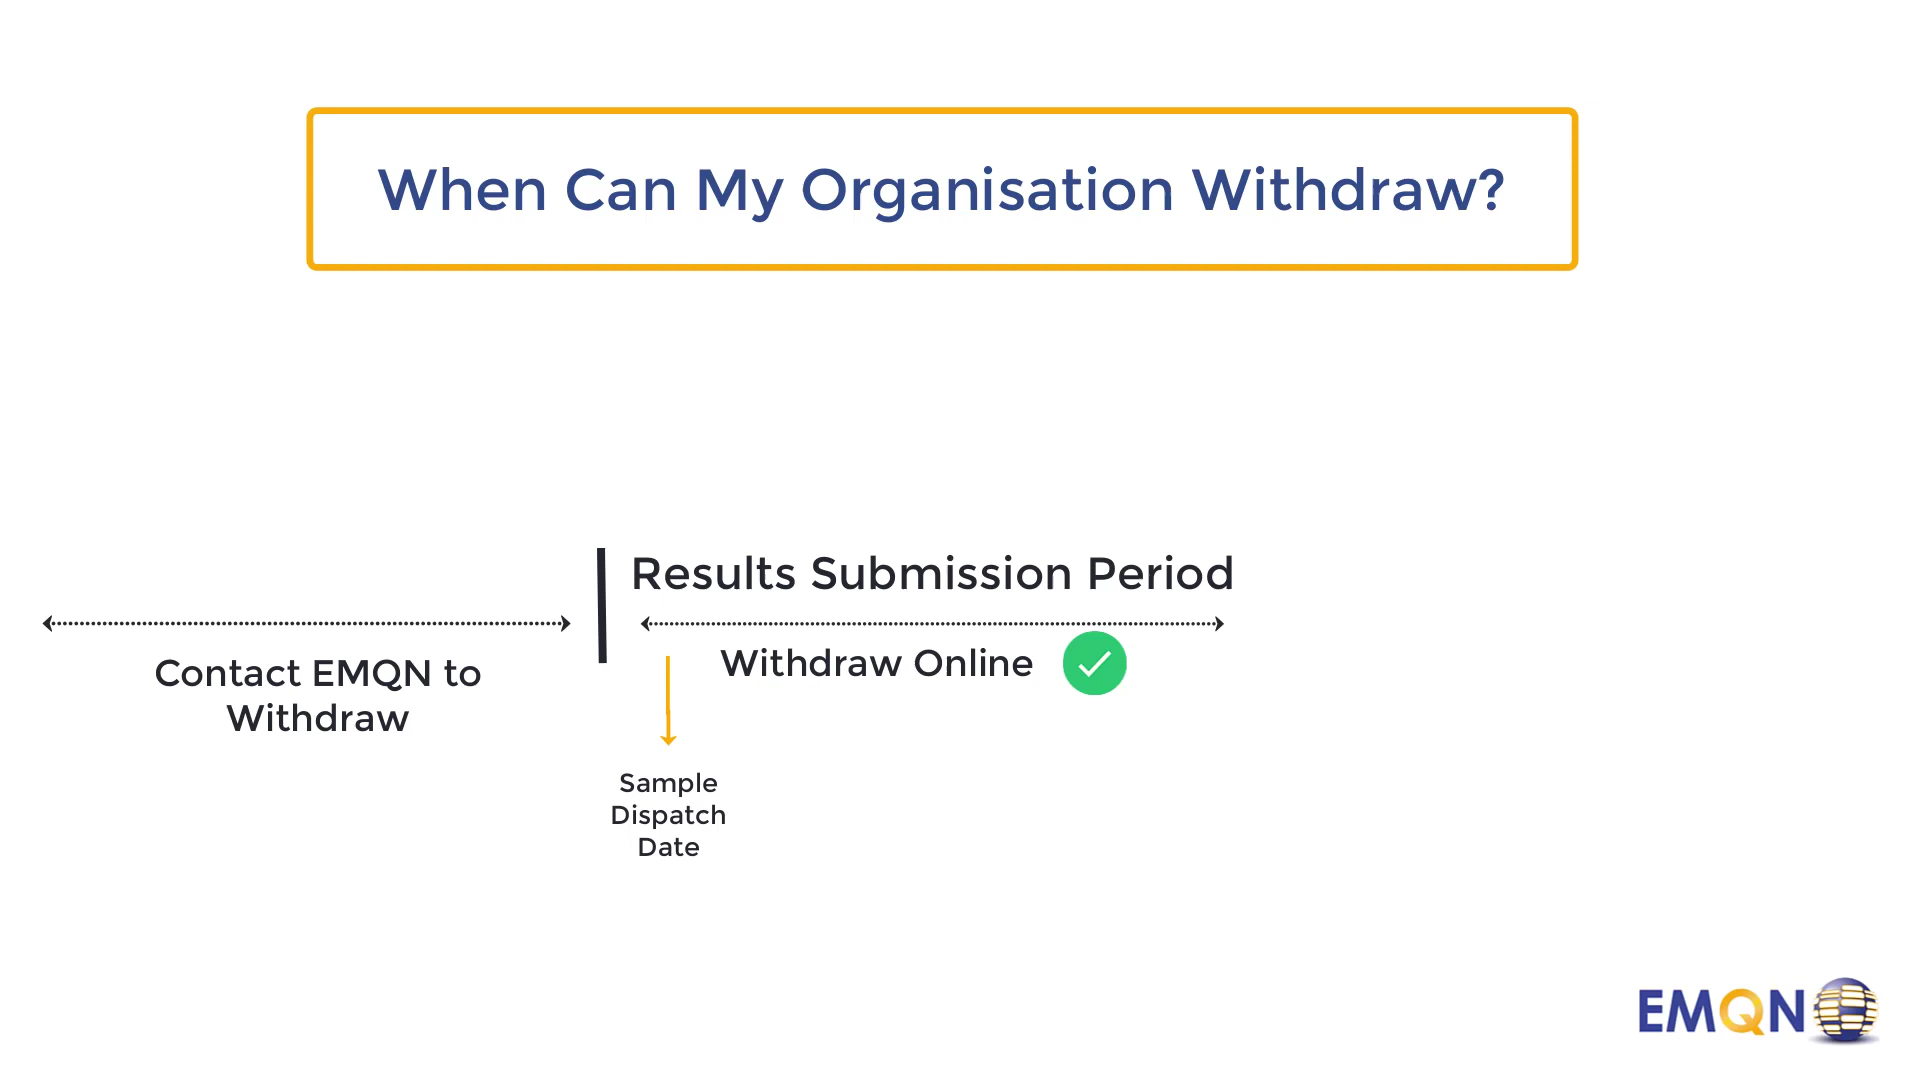 When Can My Organisation Withdraw?
Results Submission Period
Contact EMQN to
Withdraw
Withdraw Online
Sample
Dispatch
Date
EMQN